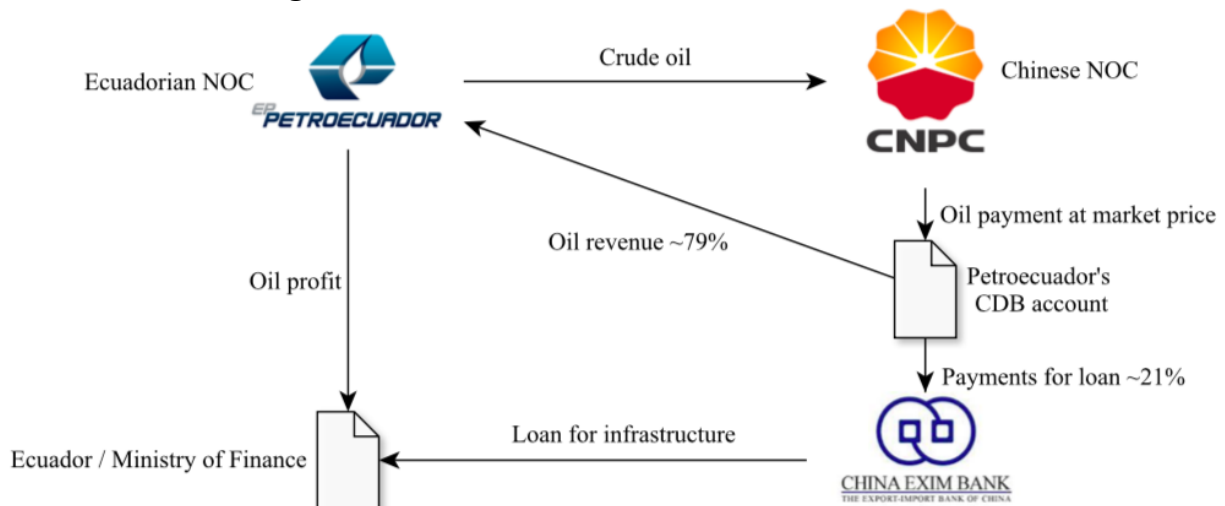 Crude oil
Ecuadorian NOC
Chinese NOC
EP
PETROECUADOR
CNPC
Oil payment at market price
Oil revenue ~79%
Oil profit
Petroecuador's
CDB account
Payments for loan ~21%
Loan for infrastructure
Ecuador / Ministry of Finance
CHINA EXIM BANK
THE EXPORT-IMPORT BANK OF CHINA